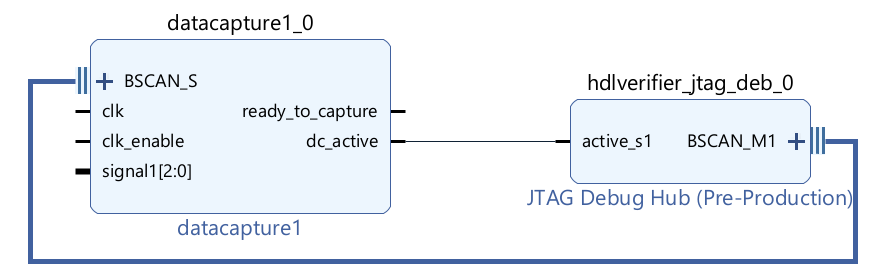 datacapture1_0
BSCAN_S
clk
ready_to_capture
clk_enable
dc_active
signal1[2:0]
datacapture1
hdlverifier_jtag_deb_0
active_s1
BSCAN_M1
JTAG Debug Hub (Pre-Production)